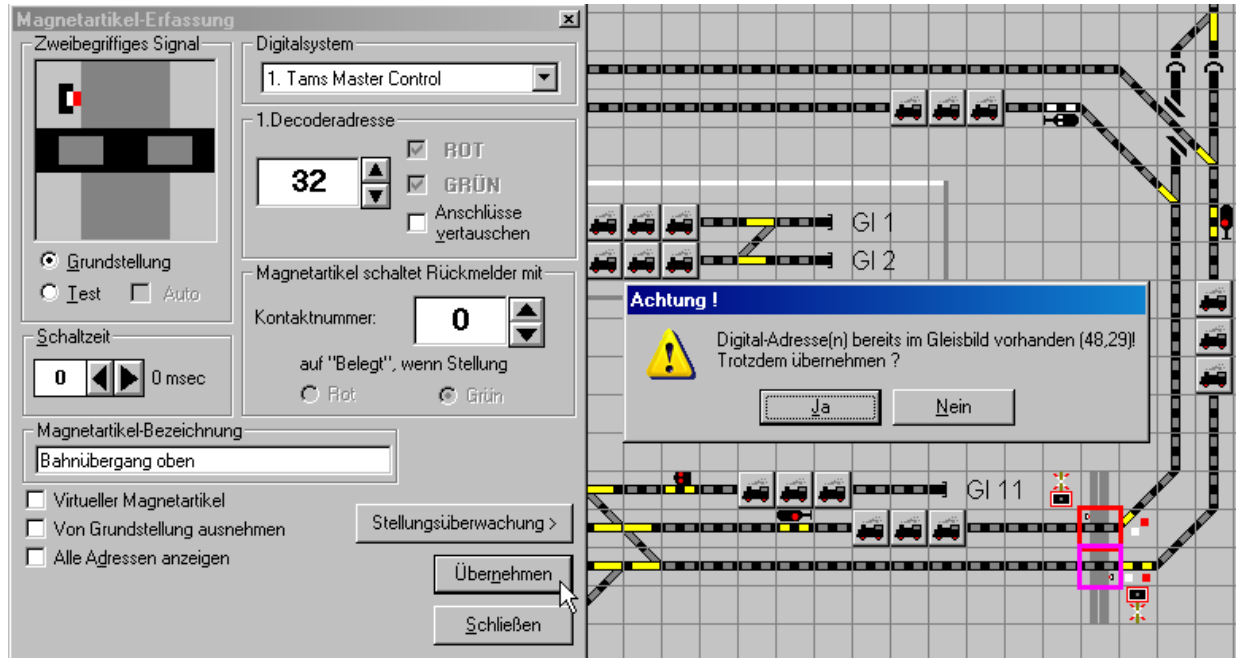 Magnetartikel-Erfassung
Zweibegriffiges Signal
Grundstellung
Test
Auto
Schaltzeit
0
0 msec
Digitalsystem
1. Tams Master Control
1.Decoderadresse
32
ROT
GRÜN
Anschlüsse
vertauschen
Magnetartikel schaltet Rückmelder mit
Kontaktnummer:
0
auf "Belegt", wenn Stellung
Rot
Grün
Magnetartikel-Bezeichnung
Bahnübergang oben
Virtueller Magnetartikel
Von Grundstellung ausnehmen
Alle Adressen anzeigen
Stellungsüberwachung >
Übernehmen
Schließen
Gl 1
Gl 2
Achtung !
Digital-Adresse(n) bereits im Gleisbild vorhanden (48,29)!
Trotzdem übernehmen ?
Ja
Nein
Gl 11